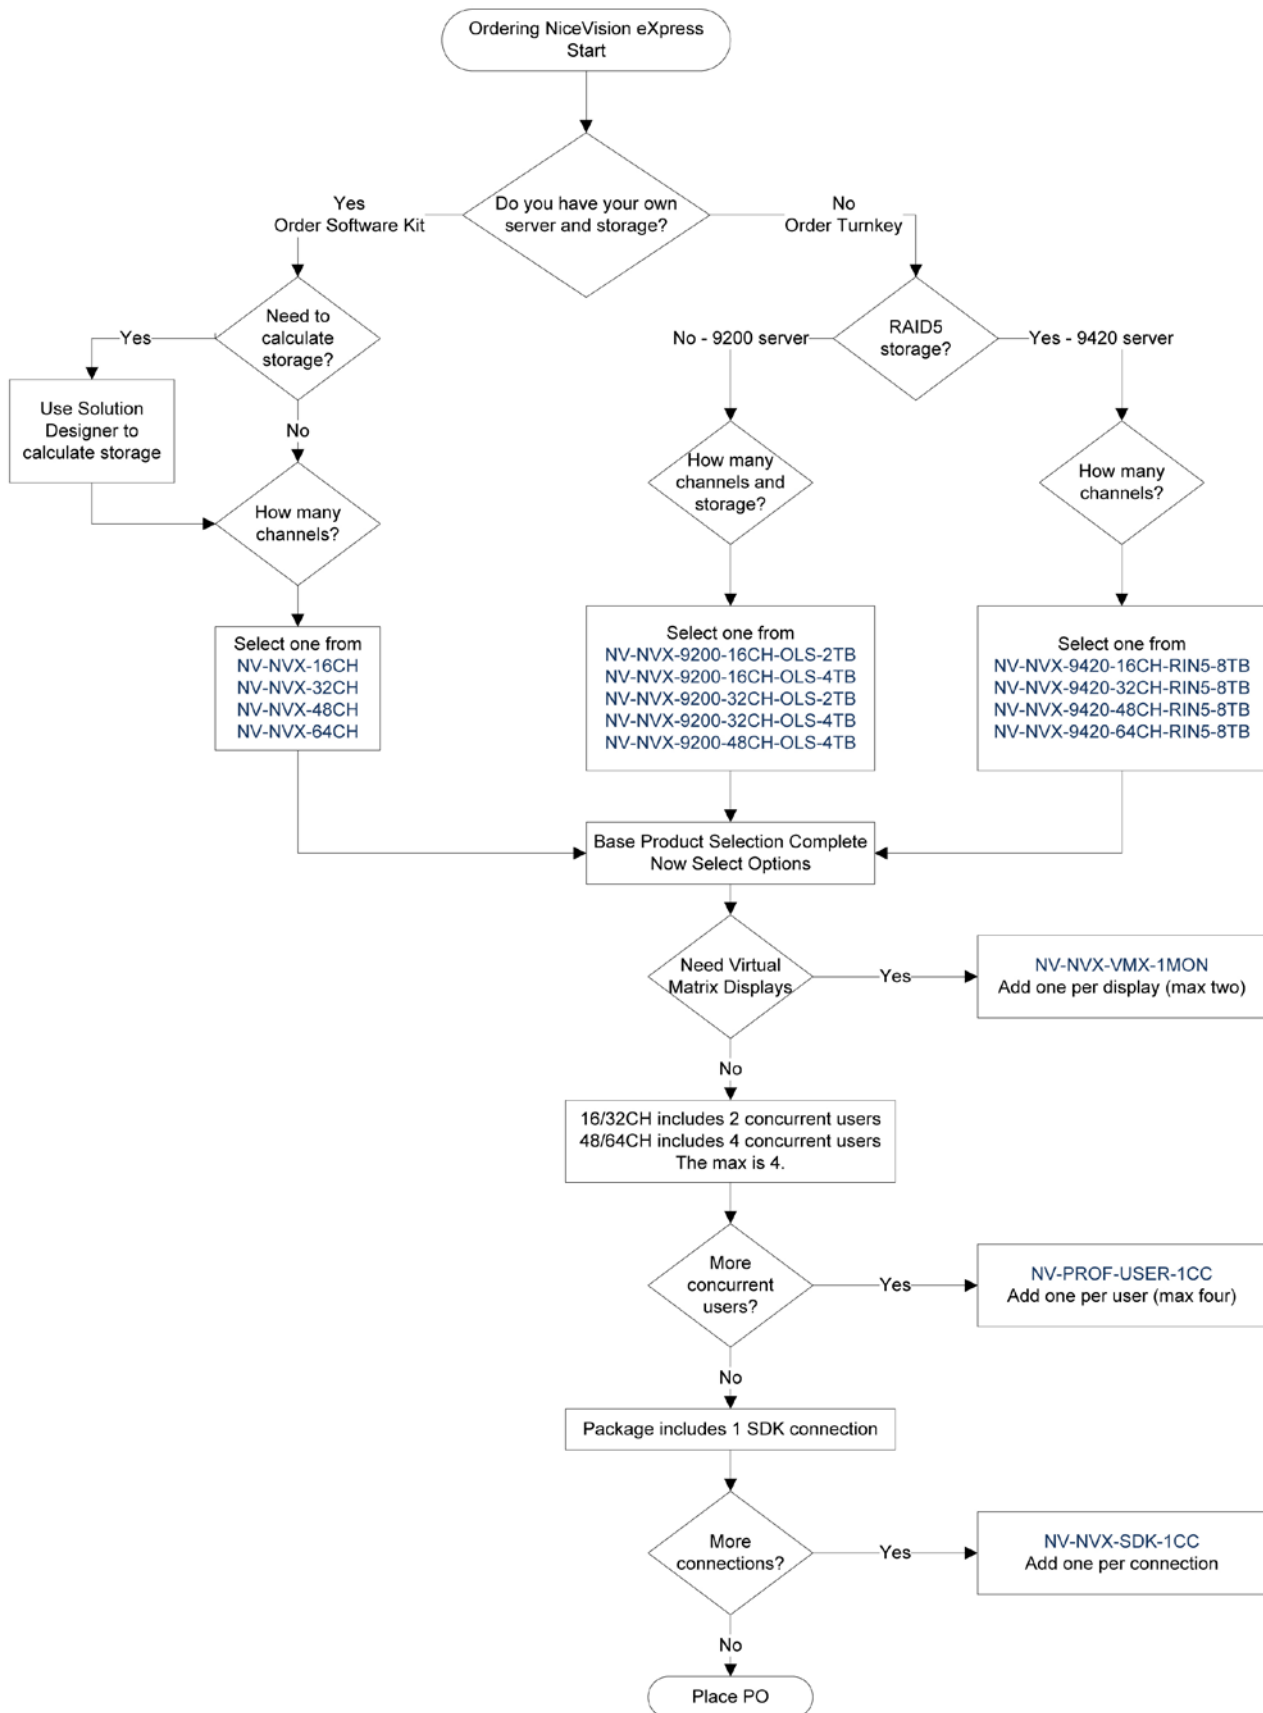 Ordering NiceVision eXpress
Start
Do you have your own
server and storage?
Yes
Order Software Kit
No
Order Turnkey
Need to
calculate
storage?
Yes
Use Solution
Designer to
calculate storage
No
How many
channels?
Select one from
NV-NVX-16CH
NV-NVX-32CH
NV-NVX-48CH
NV-NVX-64CH
RAID5
storage?
No - 9200 server
Yes - 9420 server
How many
channels and
storage?
How many
channels?
Select one from
NV-NVX-9200-16CH-OLS-2TB
NV-NVX-9200-16CH-OLS-4TB
NV-NVX-9200-32CH-OLS-2TB
NV-NVX-9200-32CH-OLS-4TB
NV-NVX-9200-48CH-OLS-4TB
Select one from
NV-NVX-9420-16CH-RIN5-8TB
NV-NVX-9420-32CH-RIN5-8TB
NV-NVX-9420-48CH-RIN5-8TB
NV-NVX-9420-64CH-RIN5-8TB
Base Product Selection Complete
Now Select Options
Need Virtual
Matrix Displays
Yes
NV-NVX-VMX-1MON
Add one per display (max two)
No
16/32CH includes 2 concurrent users
48/64CH includes 4 concurrent users
The max is 4.
More
concurrent
users?
Yes
NV-PROF-USER-1CC
Add one per user (max four)
No
Package includes 1 SDK connection
More
connections?
Yes
NV-NVX-SDK-1CC
Add one per connection
No
Place PO